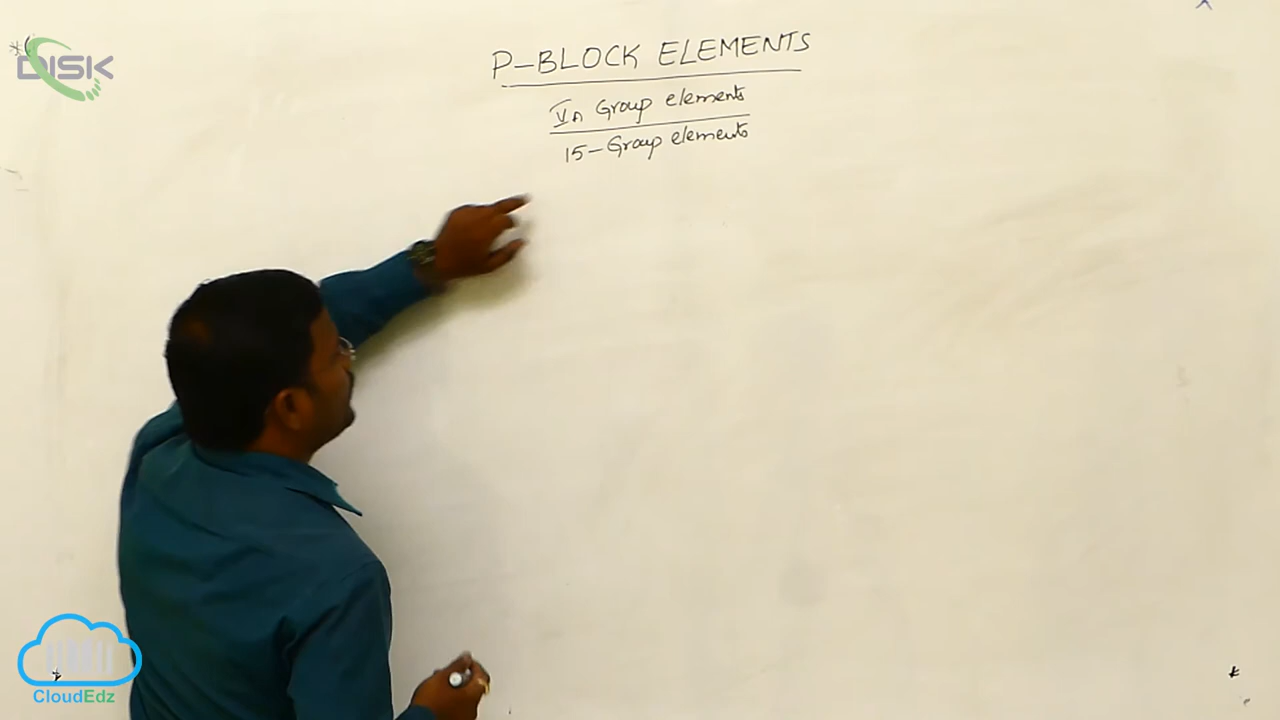 DISK
P-BLOCK ELEMENTS
VA Group elements
15-Group elements
CloudEdz